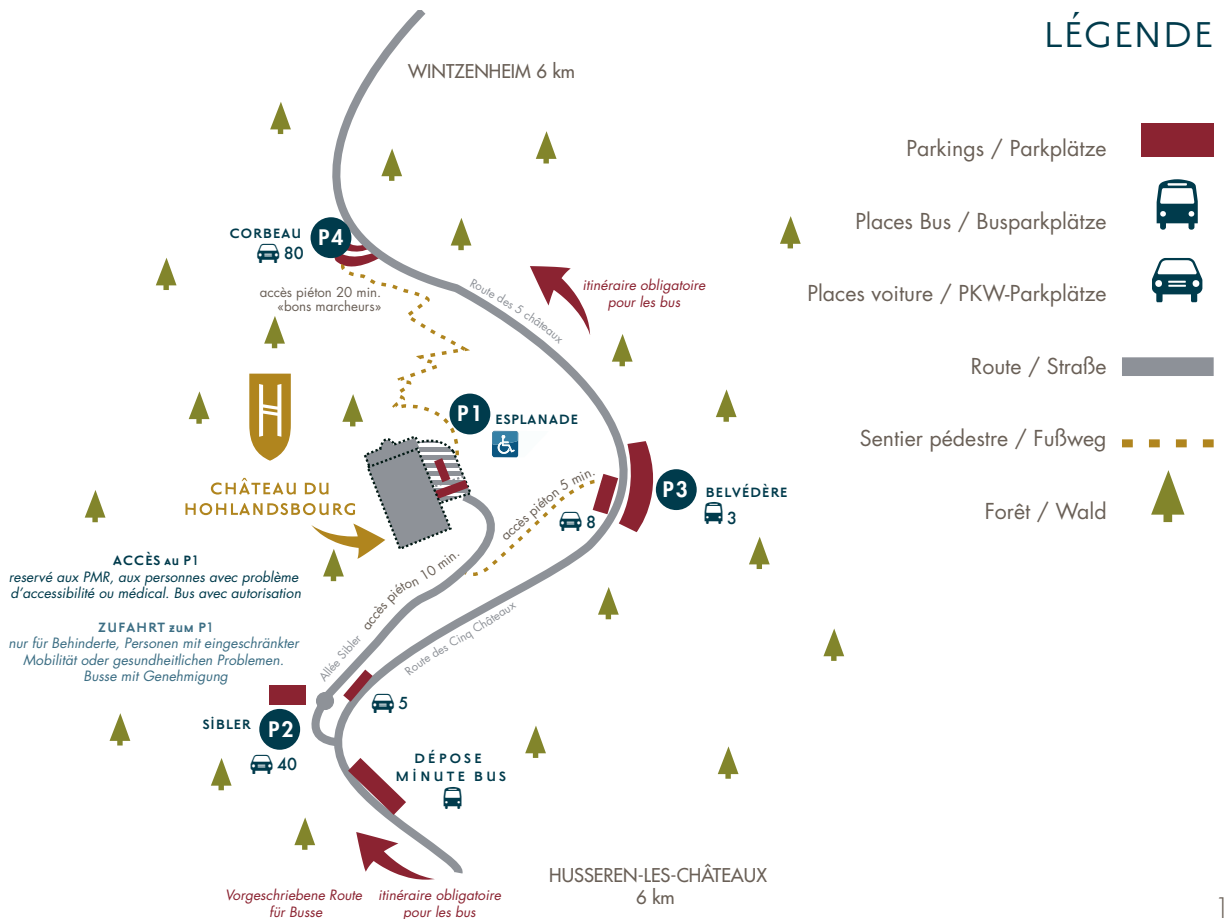 LÉGENDE
WINTZENHEIM 6 km
Parkings / Parkplätze
Places Bus / Busparkplätze
Places voiture / PKW-Parkplätze
Route / Straße
Sentier pédestre / Fußweg
Forêt / Wald
CORBEAU
P4
80
accès piéton 20 min.
«bons marcheurs»
Route des 5 châteaux
itinéraire obligatoire
pour les bus
P1
ESPLANADE
H
CHÂTEAU DU
HOHLANDSBOURG
accès piéton 5 min.
8
P3
BELVÉDÈRE
3
ACCÈS AU P1
reservé aux PMR, aux personnes avec problème
d'accessibilité ou médical. Bus avec autorisation
ZUFAHRT ZUM P1
nur für Behinderte, Personen mit eingeschränkter
Mobilität oder gesundheitlichen Problemen.
Busse mit Genehmigung
accès piéton 10 min.
Allée Sibler
Route des Cinq Châteaux
5
SIBLER
P2
40
DÉPOSE
MINUTE BUS
HUSSEREN-LES-CHÂTEAUX
6 km
Vorgeschriebene Route
für Busse
itinéraire obligatoire
pour les bus
1